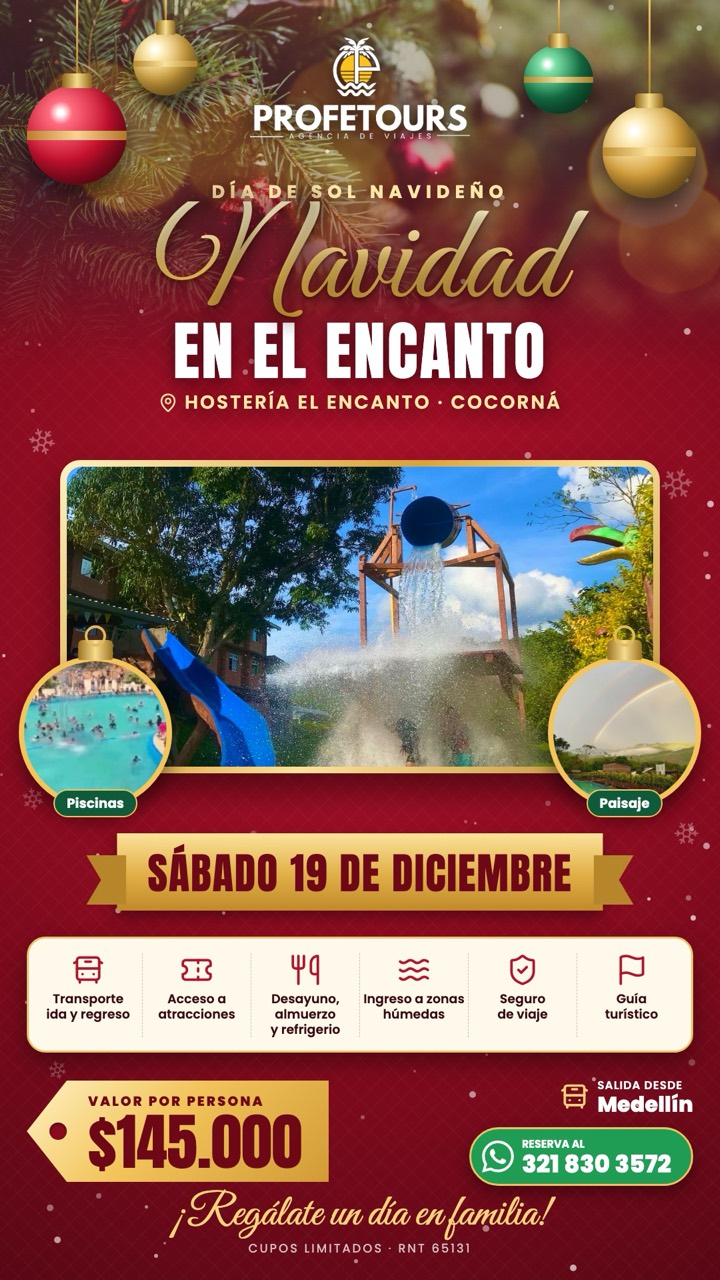 PROFETOURS
AGENCIA DE VIAJES
DÍA DE SOL NAVIDEÑO
Navidad
EN EL ENCANTO
HOSTERÍA EL ENCANTO · COCORNÁ
Piscinas
Paisaje
SÁBADO 19 DE DICIEMBRE
Transporte
ida y regreso
Acceso a
atracciones
Desayuno,
almuerzo
y refrigerio
Ingreso a zonas
húmedas
Seguro
de viaje
Guía
turístico
VALOR POR PERSONA
$145.000
SALIDA DESDE
Medellín
RESERVA AL
321 830 3572
¡Regálate un día en familia!
CUPOS LIMITADOS · RNT 65131